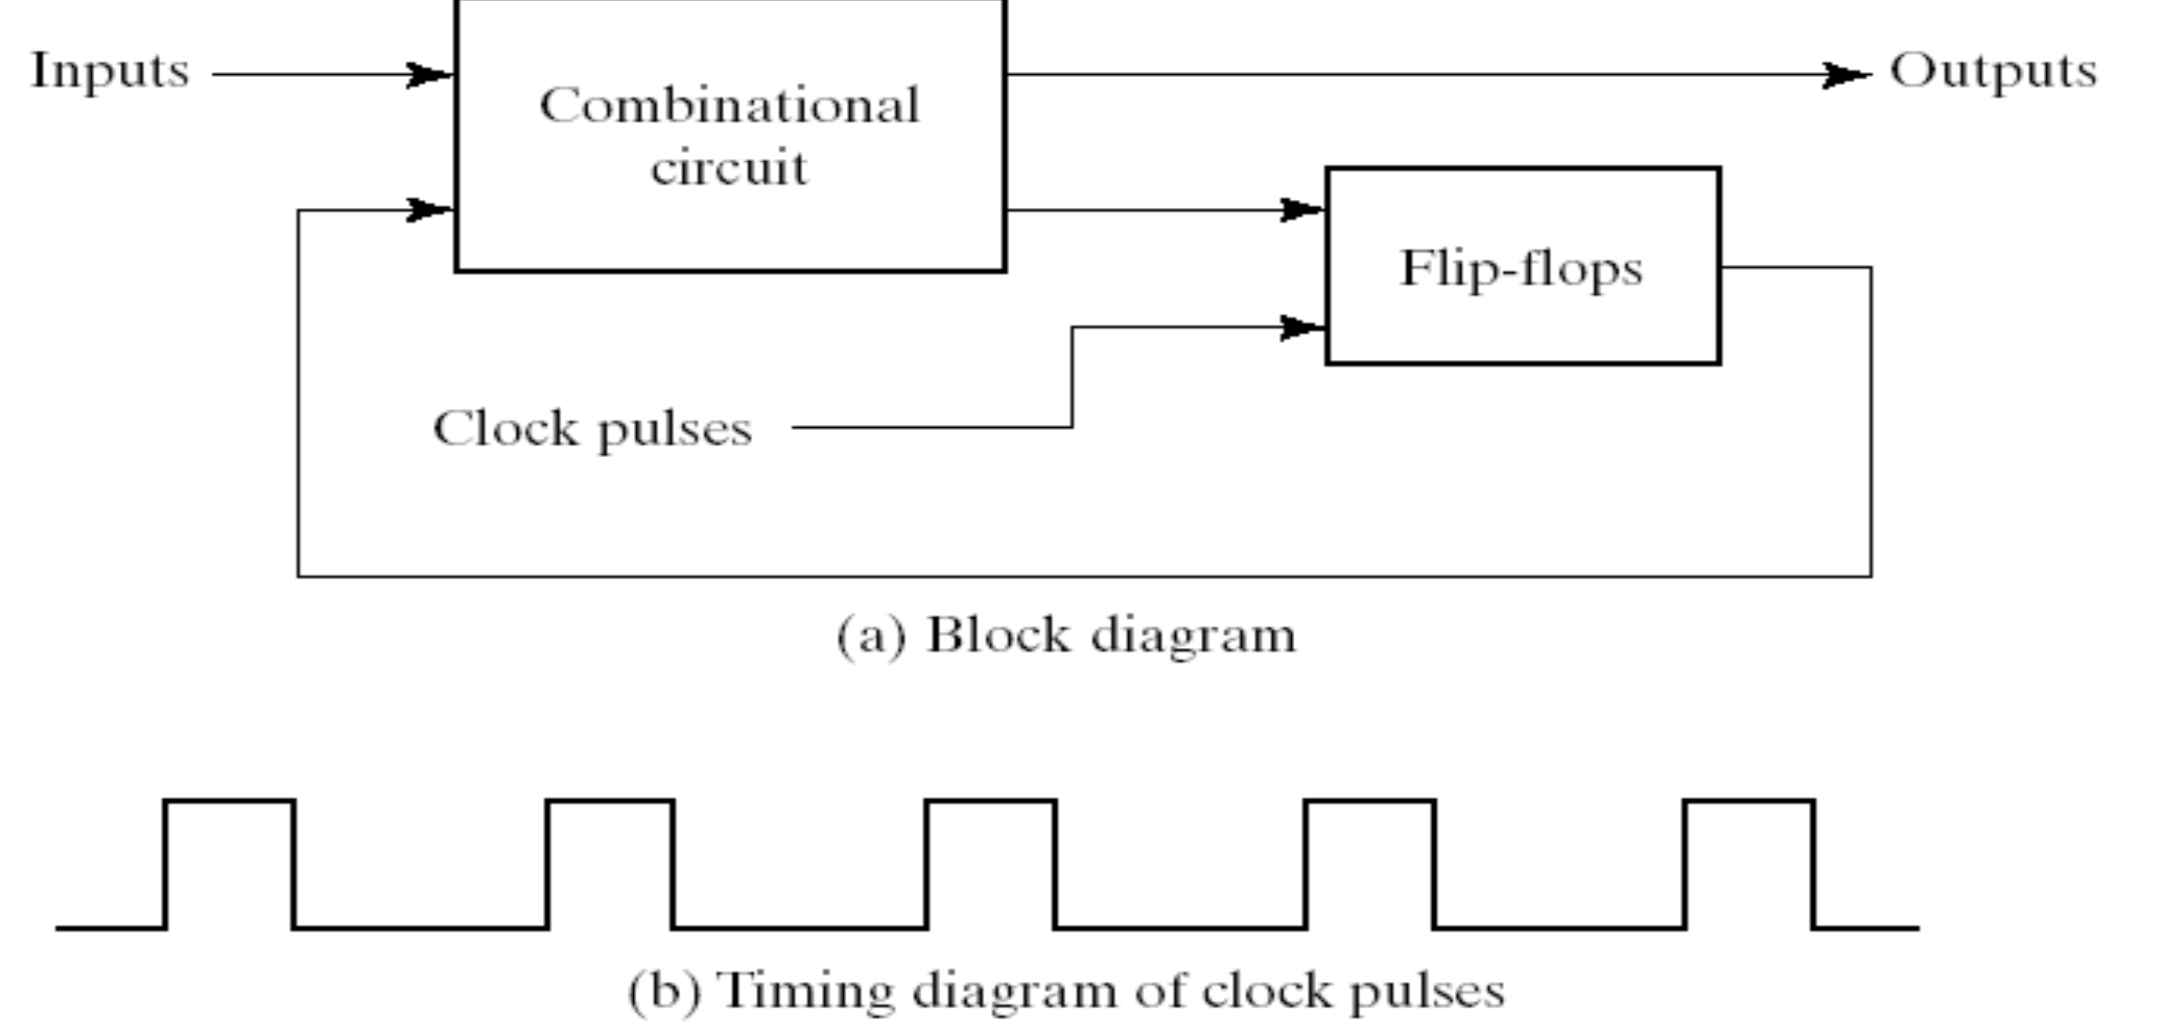 Inputs
Outputs
Combinational
circuit
Flip-flops
Clock pulses
(a) Block diagram
(b) Timing diagram of clock pulses